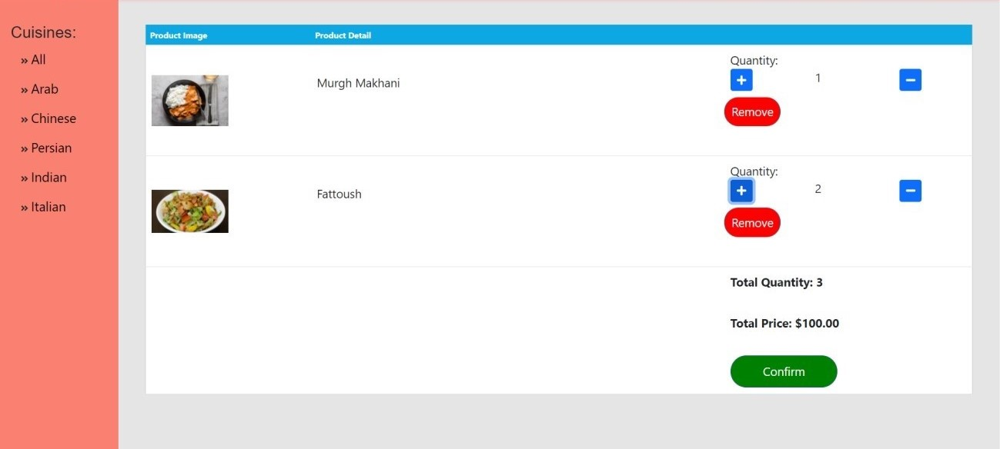 Cuisines:
» All
» Arab
» Chinese
» Persian
» Indian
» Italian
Product Image Product Detail
Murgh Makhani
Quantity:
+ 1 −
Remove
Fattoush
Quantity:
+ 2 −
Remove
Total Quantity: 3
Total Price: $100.00
Confirm